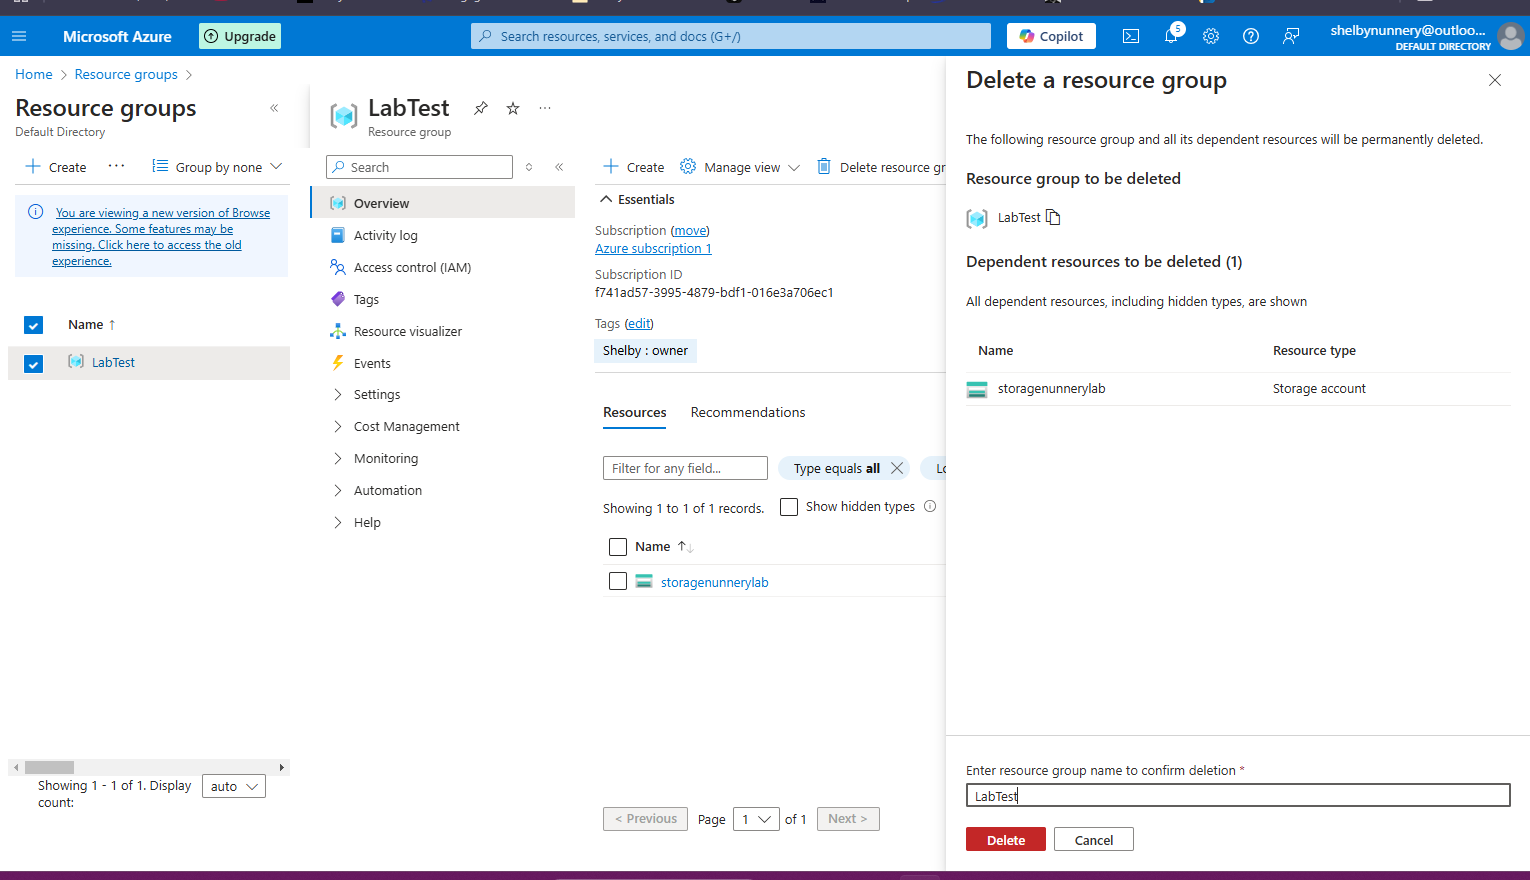 Microsoft Azure
Upgrade
Search resources, services, and docs (G+/)
Copilot
5
shelbynunnery@outloo...
DEFAULT DIRECTORY
Home > Resource groups >
Resource groups
Default Directory
Create
Group by none
You are viewing a new version of Browse
experience. Some features may be
missing. Click here to access the old
experience.
Name ↑
LabTest
Showing 1 - 1 of 1. Display
count:
auto
LabTest
Resource group
Search
Overview
Activity log
Access control (IAM)
Tags
Resource visualizer
Events
Settings
Cost Management
Monitoring
Automation
Help
Create
Manage view
Delete resource gr
Essentials
Subscription (move)
Azure subscription 1
Subscription ID
f741ad57-3995-4879-bdf1-016e3a706ec1
Tags (edit)
Shelby : owner
Resources
Recommendations
Filter for any field...
Type equals all
Lo
Showing 1 to 1 of 1 records.
Show hidden types
Name ↑↓
storagenunnerylab
< Previous
Page
1
of 1
Next >
Delete a resource group
The following resource group and all its dependent resources will be permanently deleted.
Resource group to be deleted
LabTest
Dependent resources to be deleted (1)
All dependent resources, including hidden types, are shown
Name Resource type
storagenunnerylab Storage account
Enter resource group name to confirm deletion *
LabTest
Delete
Cancel